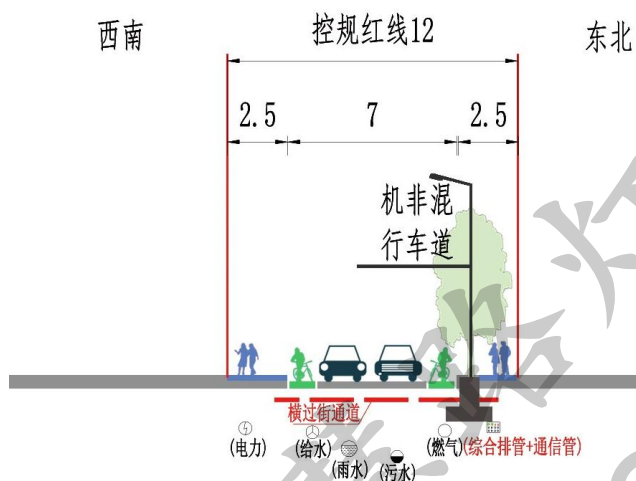 西南
控规红线12
东北
2.5
7
2.5
机非混
行车道
横过街通道
(电力)
(给水)
(雨水)
(污水)
(燃气)
(综合排管+通信管)
路灯